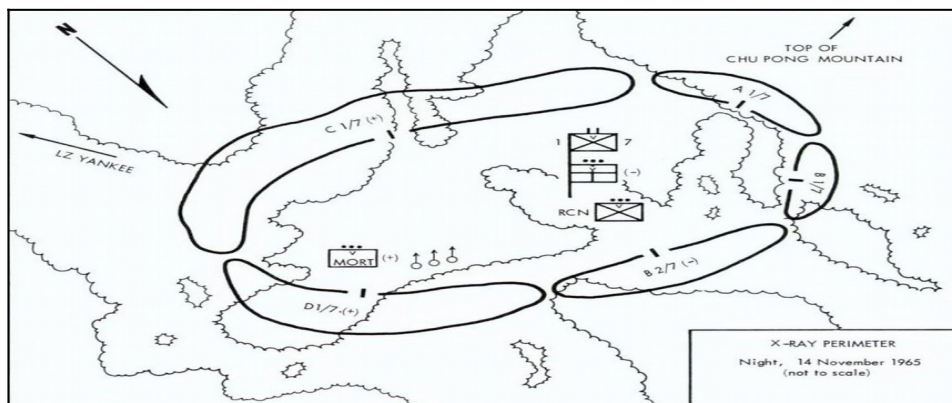 N
TOP OF
CHU PONG MOUNTAIN
A 1/7
C 1/7 (+)
1 7
LZ YANKEE
(-)
B 1/7
RCN
MORT (+)
B 2/7 (-)
D 1/7 (+)
X-RAY PERIMETER
Night, 14 November 1965
(not to scale)